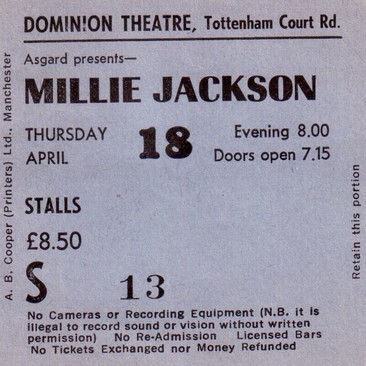 DOMINION THEATRE, Tottenham Court Rd.
Asgard presents—
MILLIE JACKSON
THURSDAY 18 Evening 8.00
APRIL Doors open 7.15
STALLS
£8.50
S 13
No Cameras or Recording Equipment (N.B. it is
illegal to record sound or vision without written
permission) No Re-Admission Licensed Bars
No Tickets Exchanged nor Money Refunded
A. B. Cooper (Printers) Ltd., Manchester
Retain this portion